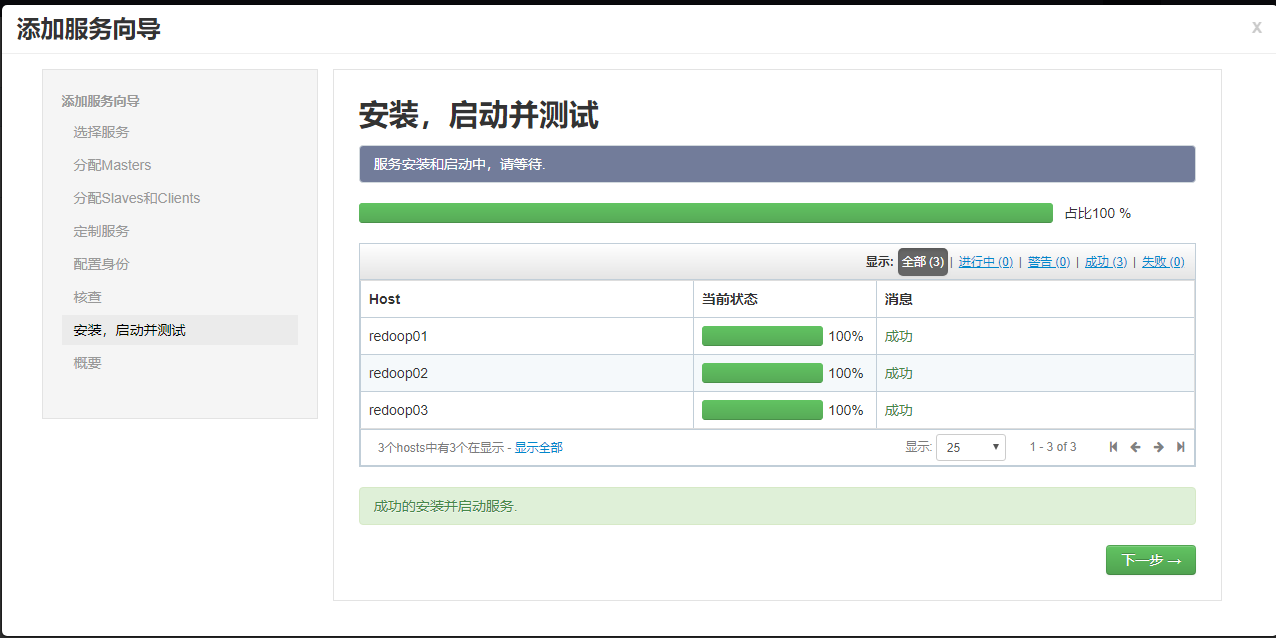 添加服务向导
x
添加服务向导
选择服务
分配Masters
分配Slaves和Clients
定制服务
配置身份
核查
安装，启动并测试
概要
安装，启动并测试
服务安装和启动中，请等待.
占比100 %
显示: 全部 (3) | 进行中 (0) | 警告 (0) | 成功 (3) | 失败 (0)
Host 当前状态 消息
redoop01 100% 成功
redoop02 100% 成功
redoop03 100% 成功
3个hosts中有3个在显示 - 显示全部 显示: 25 1 - 3 of 3
成功的安装并启动服务.
下一步 →